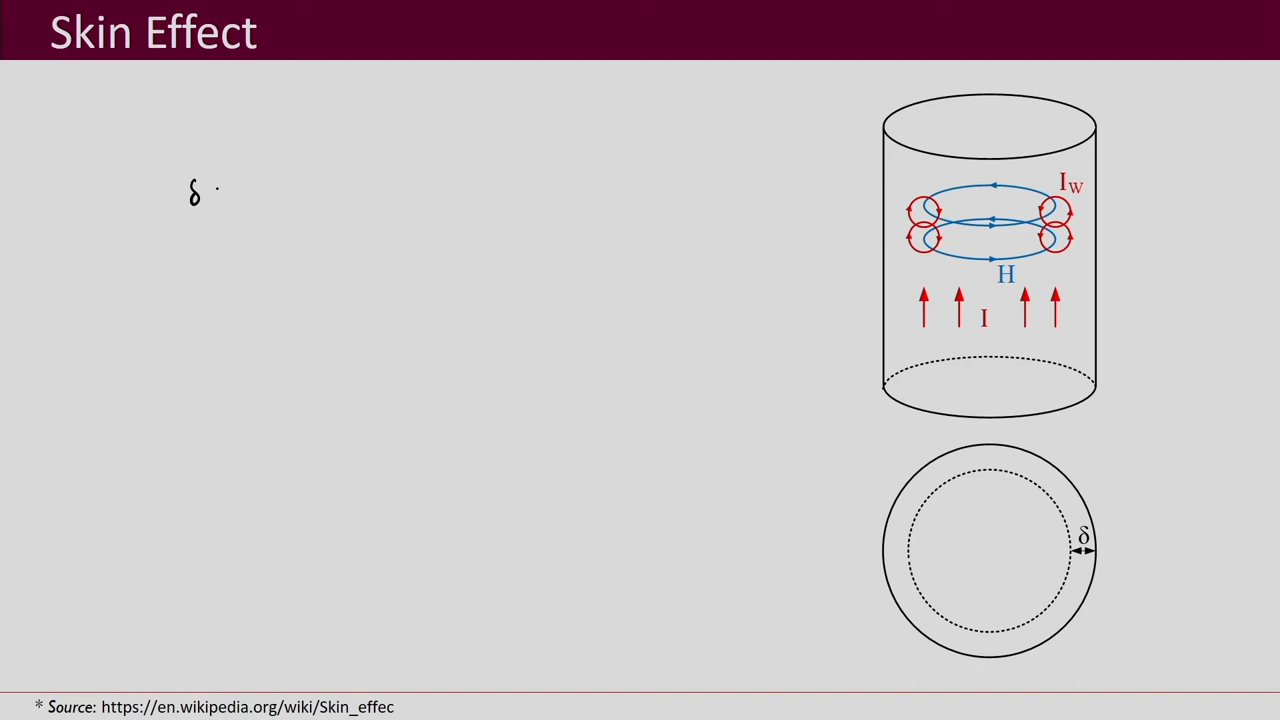 Skin Effect
δ
I_W
H
I
δ
* Source: https://en.wikipedia.org/wiki/Skin_effec